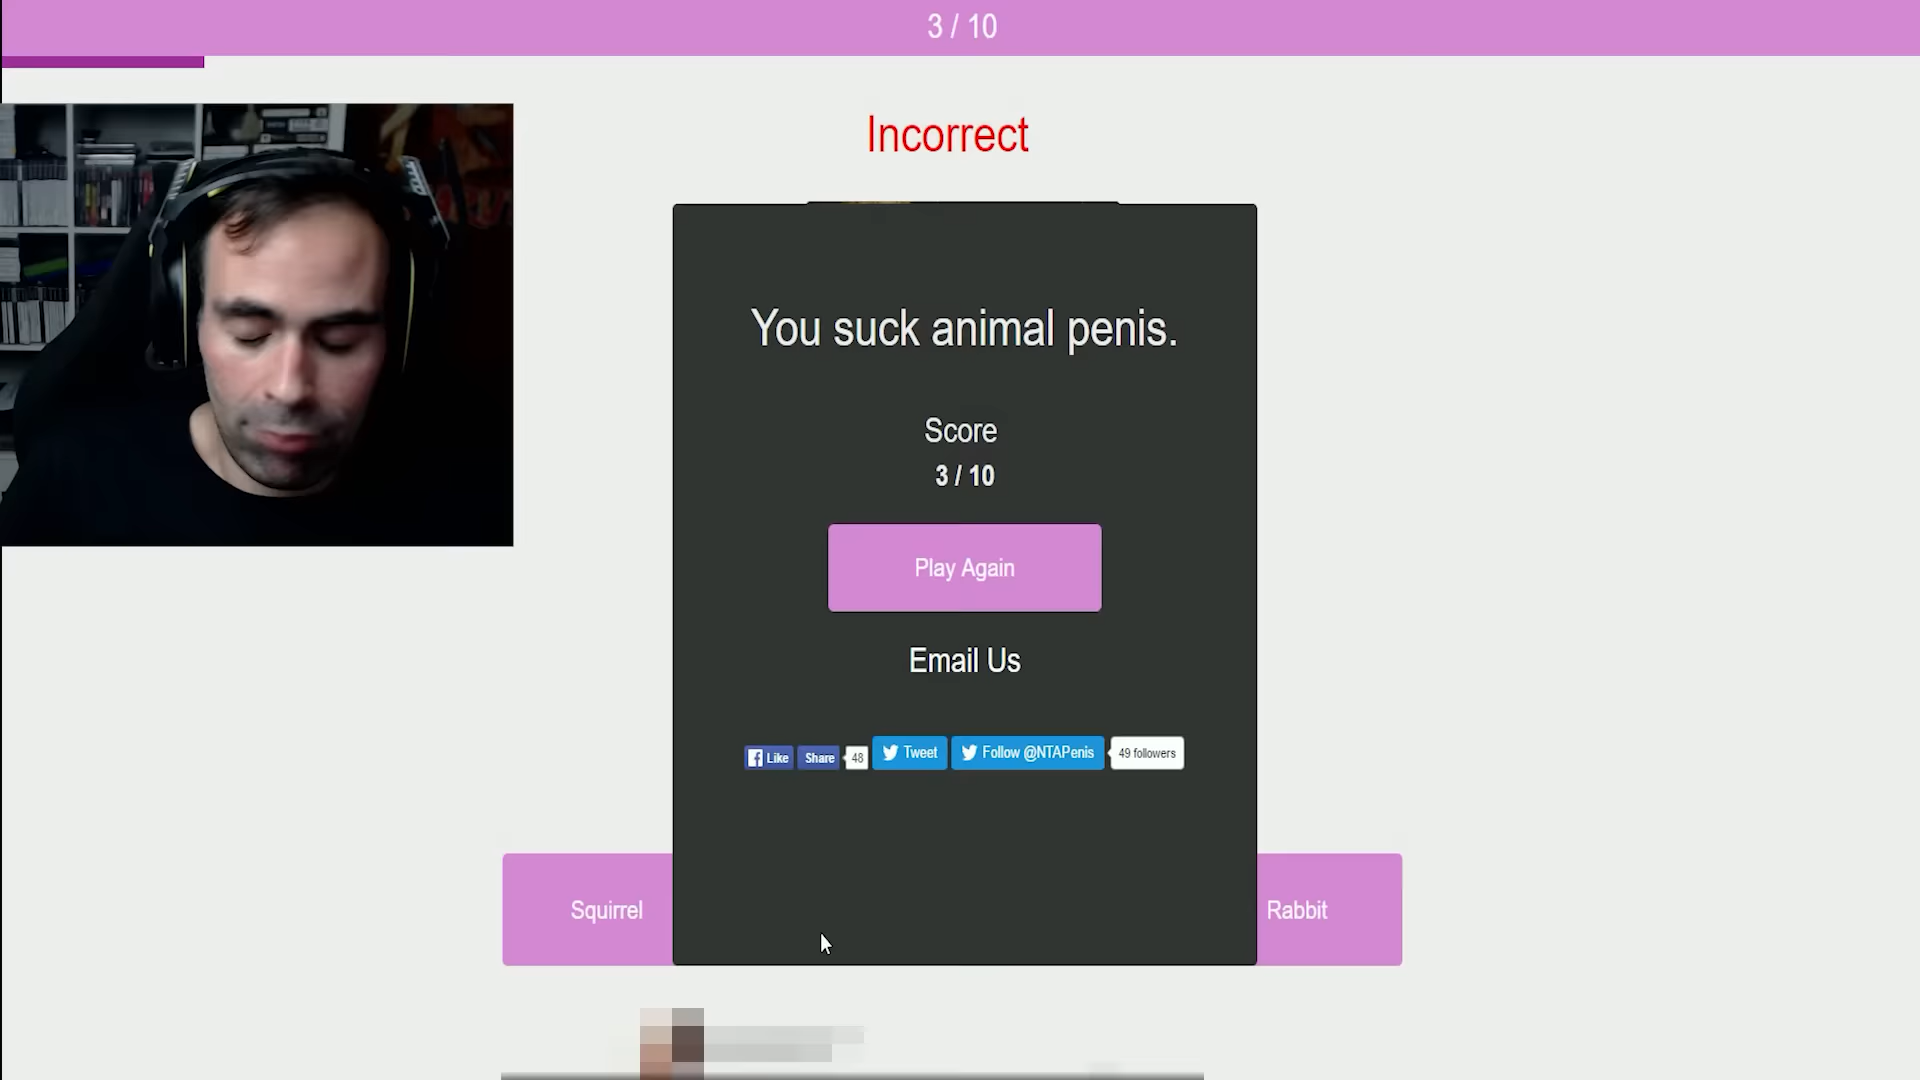 3 / 10
Incorrect
You suck animal penis.
Score
3 / 10
Play Again
Email Us
Like Share 48 Tweet Follow @NTAPenis 49 followers
Squirrel
Rabbit